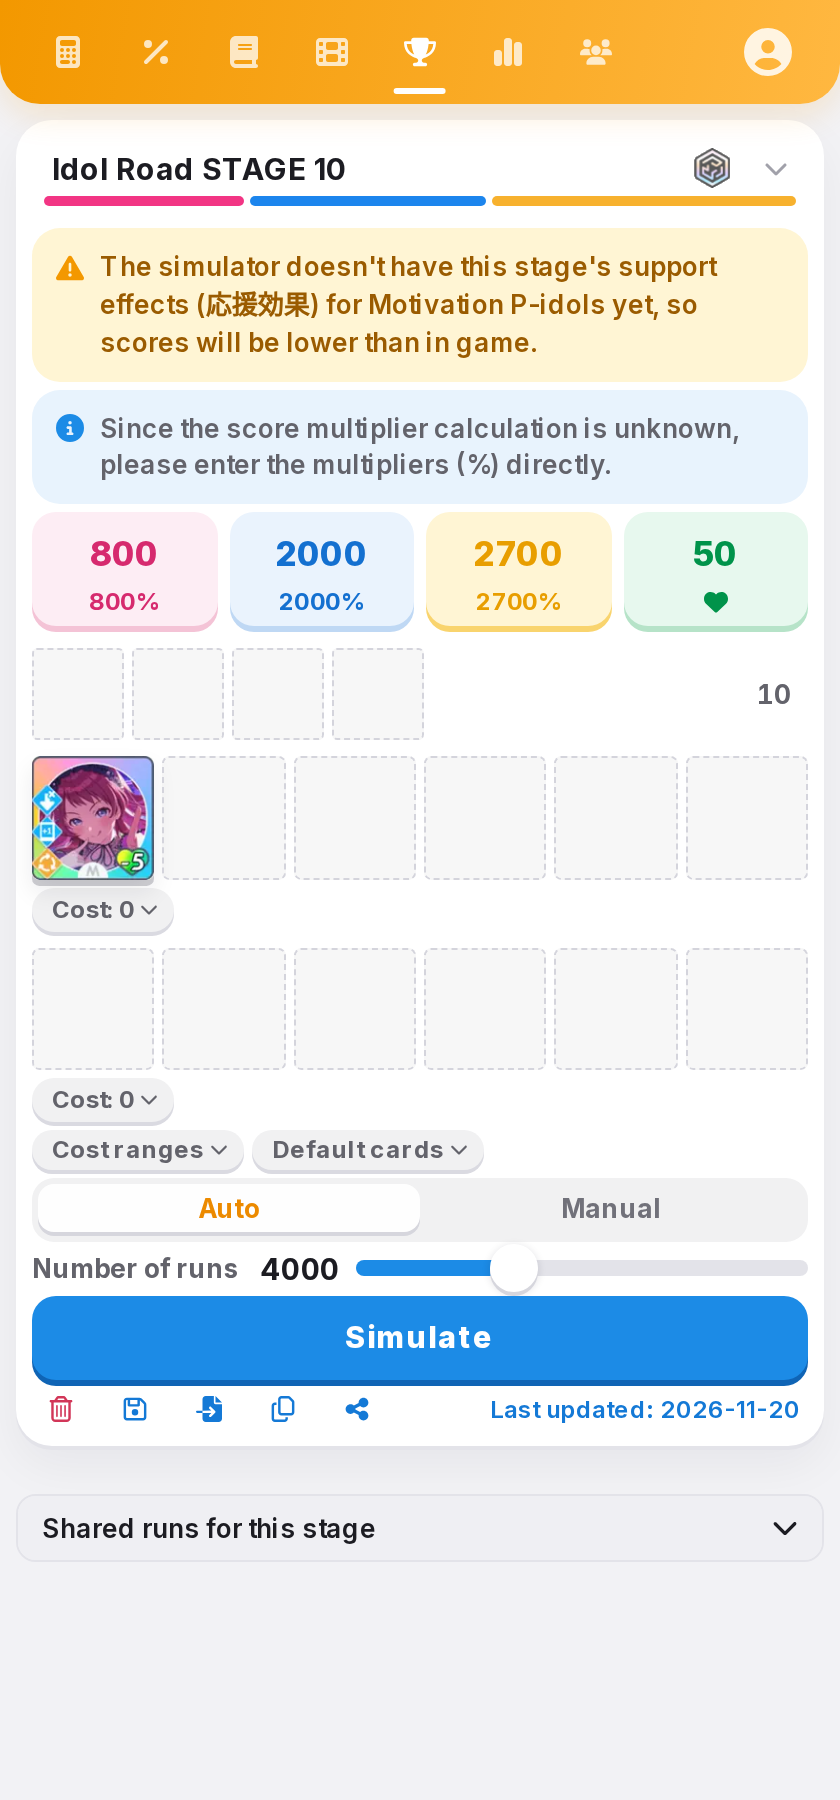 Idol Road STAGE 10
The simulator doesn't have this stage's support
effects (応援効果) for Motivation P-idols yet, so
scores will be lower than in game.
Since the score multiplier calculation is unknown,
please enter the multipliers (%) directly.
800
2000
2700
50
800%
2000%
2700%
10
+1
M
-5
Cost: 0
Cost: 0
Cost ranges
Default cards
Auto
Manual
Number of runs
4000
Simulate
Last updated: 2026-11-20
Shared runs for this stage